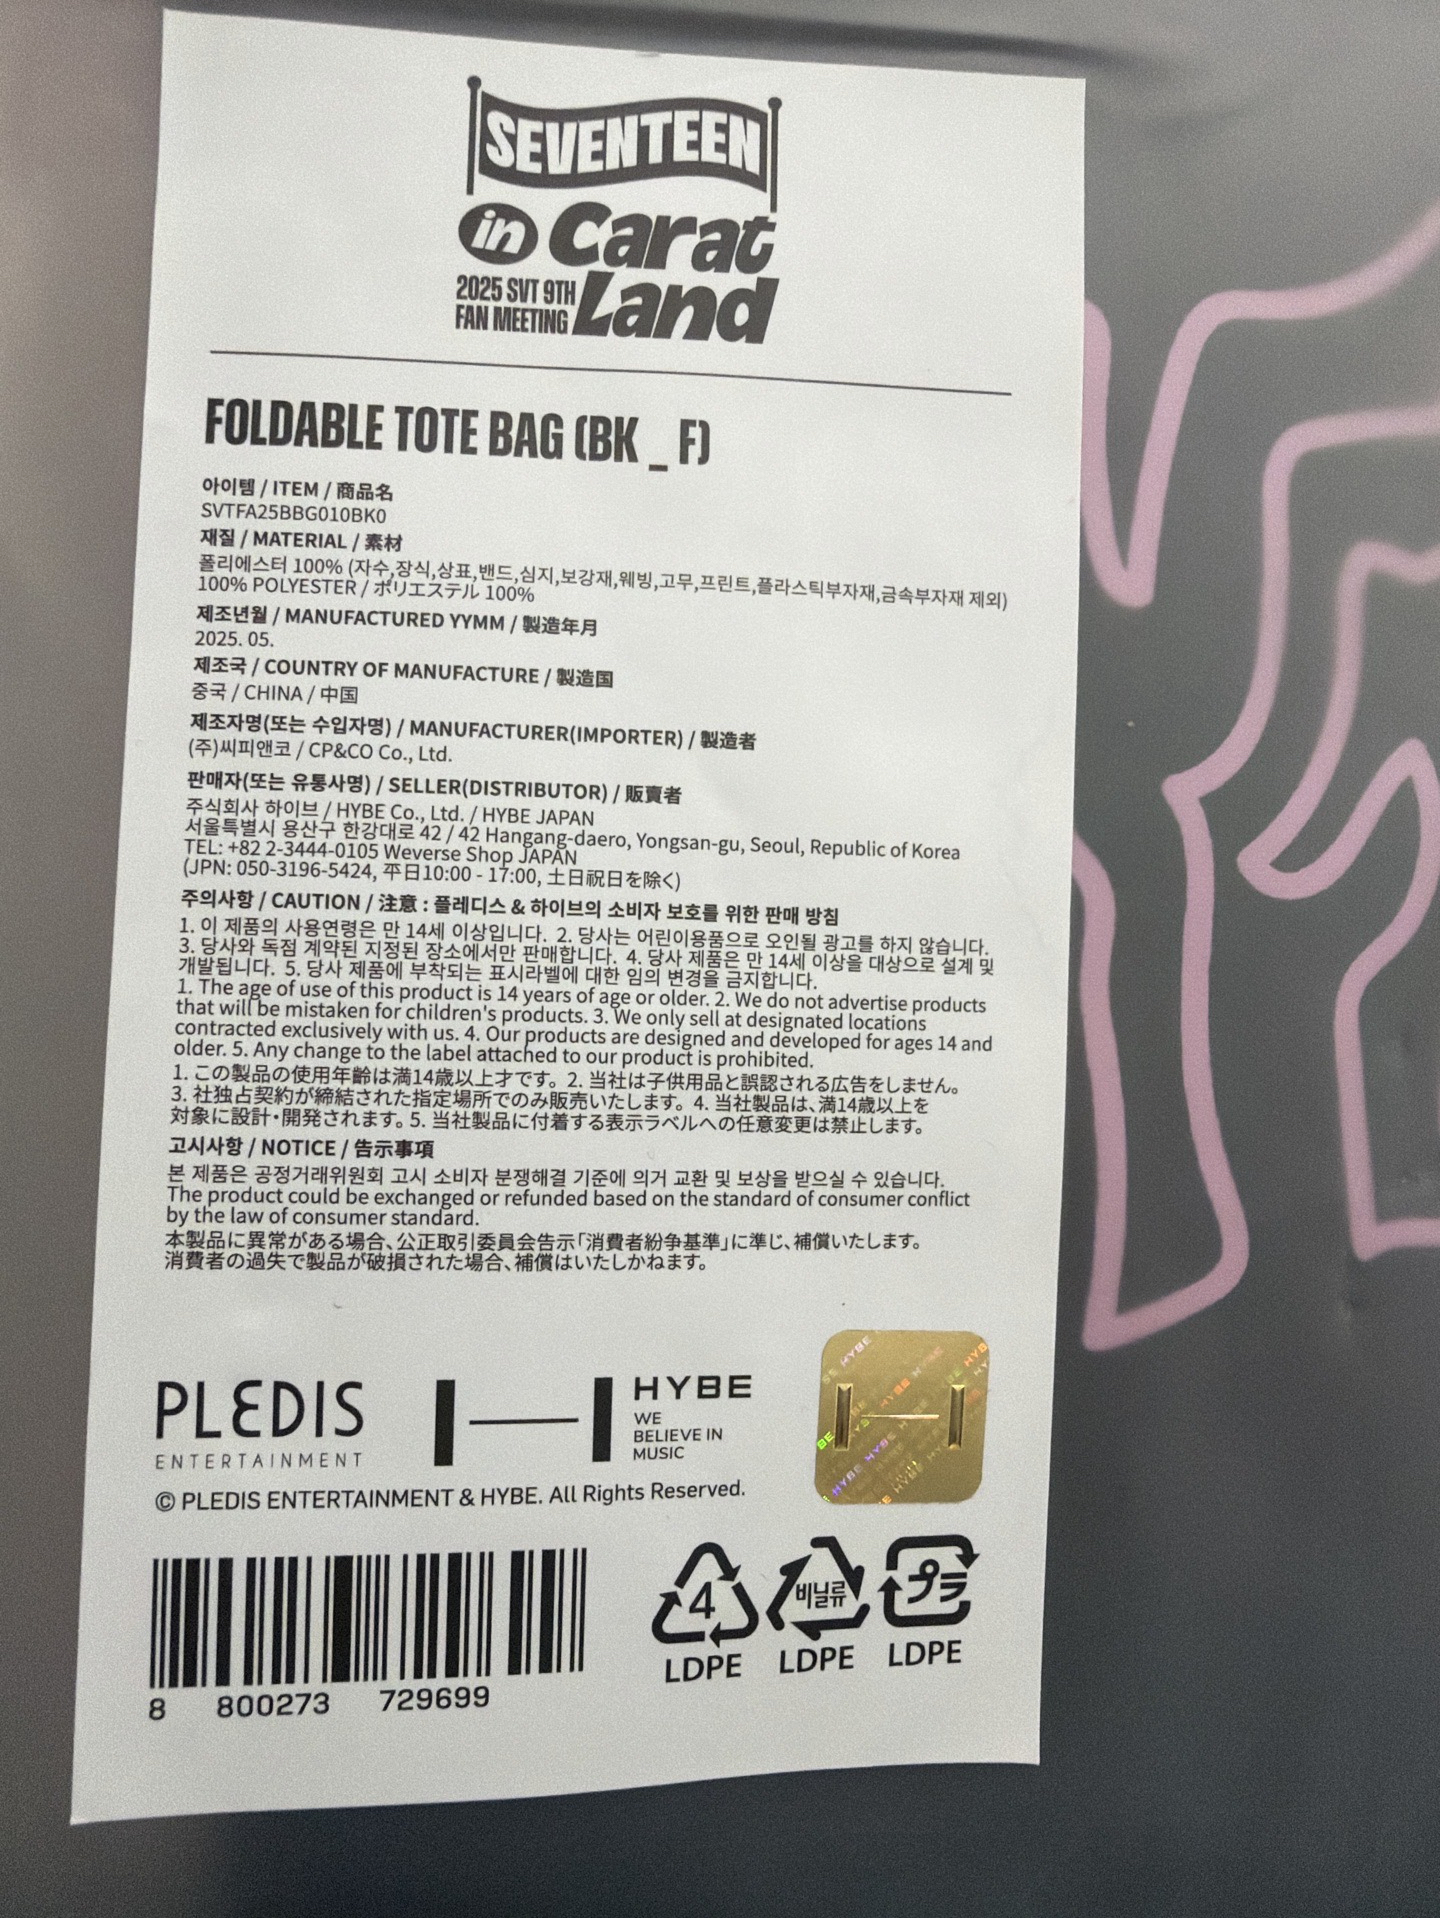 SEVENTEEN
in Carat
2025 SVT 9TH
FAN MEETING
Land
FOLDABLE TOTE BAG (BK _ F)
아이템 / ITEM / 商品名
SVTFA25BBG010BK0
재질 / MATERIAL / 素材
폴리에스터 100% (자수,장식,상표,밴드,심지,보강재,웨빙,고무,프린트,플라스틱부자재,금속부자재 제외)
100% POLYESTER / ポリエステル 100%
제조년월 / MANUFACTURED YYMM / 製造年月
2025. 05.
제조국 / COUNTRY OF MANUFACTURE / 製造国
중국 / CHINA / 中国
제조자명(또는 수입자명) / MANUFACTURER(IMPORTER) / 製造者
(주)씨피앤코 / CP&CO Co., Ltd.
판매자(또는 유통사명) / SELLER(DISTRIBUTOR) / 販賣者
주식회사 하이브 / HYBE Co., Ltd. / HYBE JAPAN
서울특별시 용산구 한강대로 42 / 42 Hangang-daero, Yongsan-gu, Seoul, Republic of Korea
TEL: +82 2-3444-0105 Weverse Shop JAPAN
(JPN: 050-3196-5424, 平日10:00 - 17:00, 土日祝日を除く)
주의사항 / CAUTION / 注意 : 플레디스 & 하이브의 소비자 보호를 위한 판매 방침
1. 이 제품의 사용연령은 만 14세 이상입니다. 2. 당사는 어린이용품으로 오인될 광고를 하지 않습니다.
3. 당사와 독점 계약된 지정된 장소에서만 판매합니다. 4. 당사 제품은 만 14세 이상을 대상으로 설계 및
개발됩니다. 5. 당사 제품에 부착되는 표시라벨에 대한 임의 변경을 금지합니다.
1. The age of use of this product is 14 years of age or older. 2. We do not advertise products
that will be mistaken for children's products. 3. We only sell at designated locations
contracted exclusively with us. 4. Our products are designed and developed for ages 14 and
older. 5. Any change to the label attached to our product is prohibited.
1. この製品の使用年齢は満14歳以上才です。2. 当社は子供用品と誤認される広告をしません。
3. 社独占契約が締結された指定場所でのみ販売いたします。4. 当社製品は、満14歳以上を
対象に設計・開発されます。5. 当社製品に付着する表示ラベルへの任意変更は禁止します。
고시사항 / NOTICE / 告示事項
본 제품은 공정거래위원회 고시 소비자 분쟁해결 기준에 의거 교환 및 보상을 받으실 수 있습니다.
The product could be exchanged or refunded based on the standard of consumer conflict
by the law of consumer standard.
本製品に異常がある場合、公正取引委員会告示「消費者紛争基準」に準じ、補償いたします。
消費者の過失で製品が破損された場合、補償はいたしかねます。
PLEDIS
ENTERTAINMENT
HYBE
WE
BELIEVE IN
MUSIC
© PLEDIS ENTERTAINMENT & HYBE. All Rights Reserved.
8 800273 729699
4
LDPE
비닐류
LDPE
プラ
LDPE